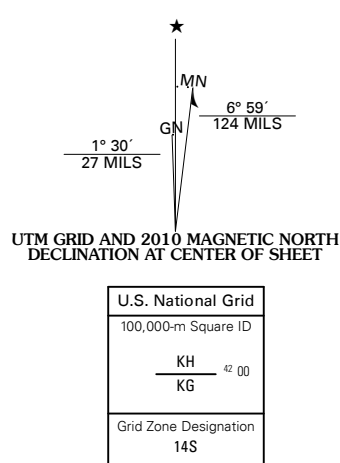 ★
MN
GN
6° 59´
124 MILS
1° 30´
27 MILS
UTM GRID AND 2010 MAGNETIC NORTH
DECLINATION AT CENTER OF SHEET
U.S. National Grid
100,000-m Square ID
KH
42 00
KG
Grid Zone Designation
14S